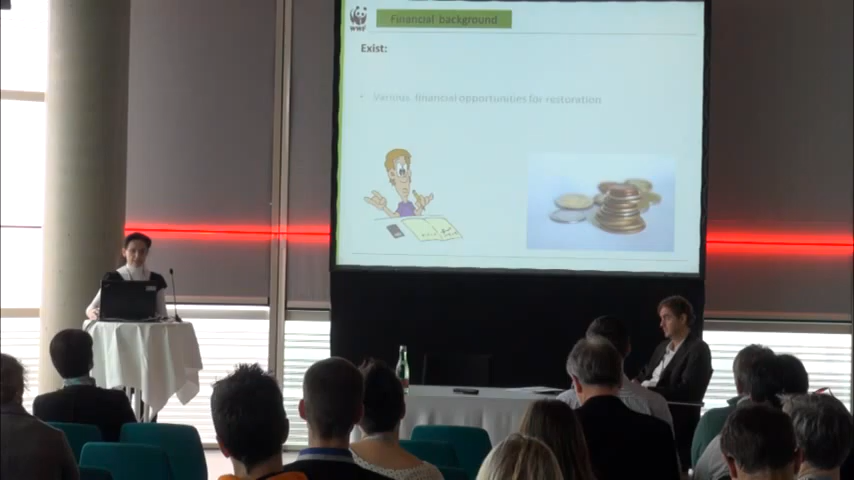 WWF
Financial background
Exist:
• Various financial opportunities for restoration